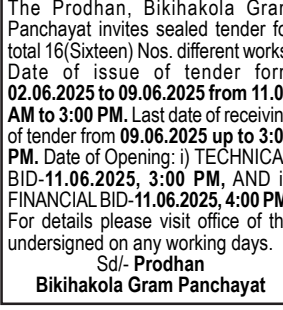 The Prodhan, Bikihakola Gram
Panchayat invites sealed tender fo
total 16(Sixteen) Nos. different works
Date of issue of tender form
02.06.2025 to 09.06.2025 from 11.0
AM to 3:00 PM. Last date of receivin
of tender from 09.06.2025 up to 3:0
PM. Date of Opening: i) TECHNICA
BID-11.06.2025, 3:00 PM, AND i
FINANCIAL BID-11.06.2025, 4:00 PM
For details please visit office of th
undersigned on any working days.
Sd/- Prodhan
Bikihakola Gram Panchayat